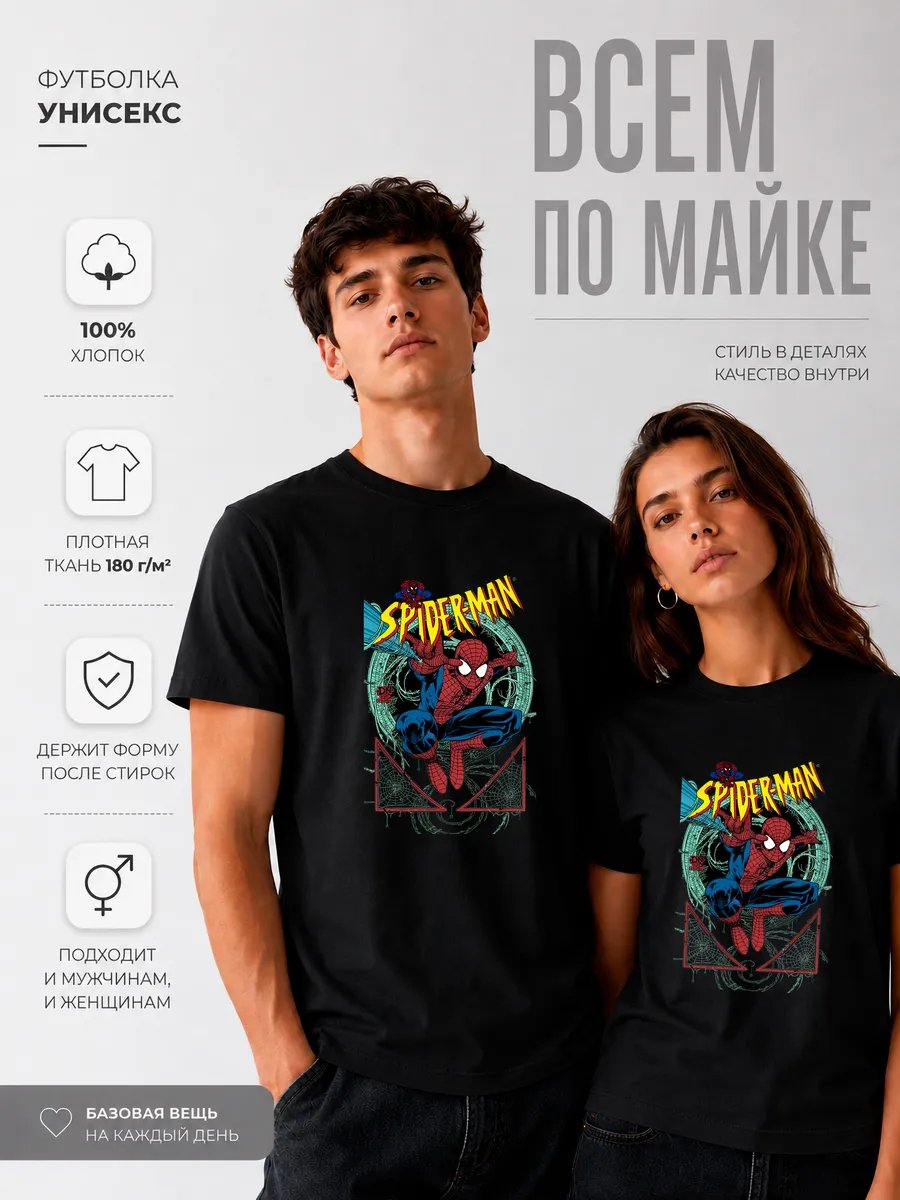 ФУТБОЛКА
УНИСЕКС
ВСЕМ
ПО МАЙКЕ
СТИЛЬ В ДЕТАЛЯХ
КАЧЕСТВО ВНУТРИ
100%
ХЛОПОК
ПЛОТНАЯ
ТКАНЬ 180 г/м²
ДЕРЖИТ ФОРМУ
ПОСЛЕ СТИРОК
ПОДХОДИТ
И МУЖЧИНАМ,
И ЖЕНЩИНАМ
БАЗОВАЯ ВЕЩЬ
НА КАЖДЫЙ ДЕНЬ
SPIDER-MAN
SPIDER-MAN